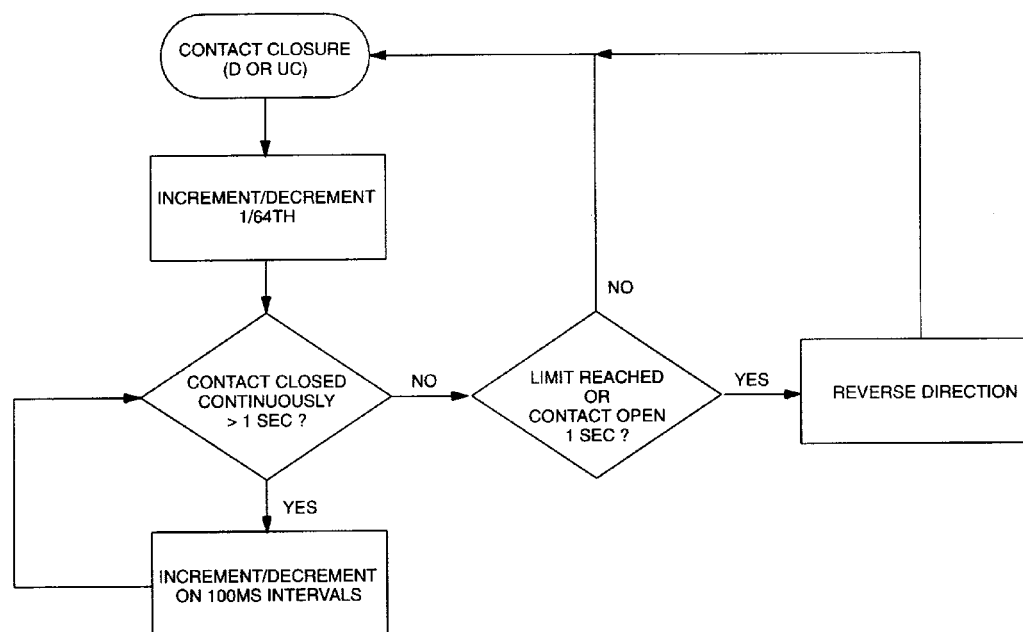 CONTACT CLOSURE
(D OR UC)
INCREMENT/DECREMENT
1/64TH
NO
CONTACT CLOSED
CONTINUOUSLY
> 1 SEC ?
NO
LIMIT REACHED
OR
CONTACT OPEN
1 SEC ?
YES
REVERSE DIRECTION
YES
INCREMENT/DECREMENT
ON 100MS INTERVALS